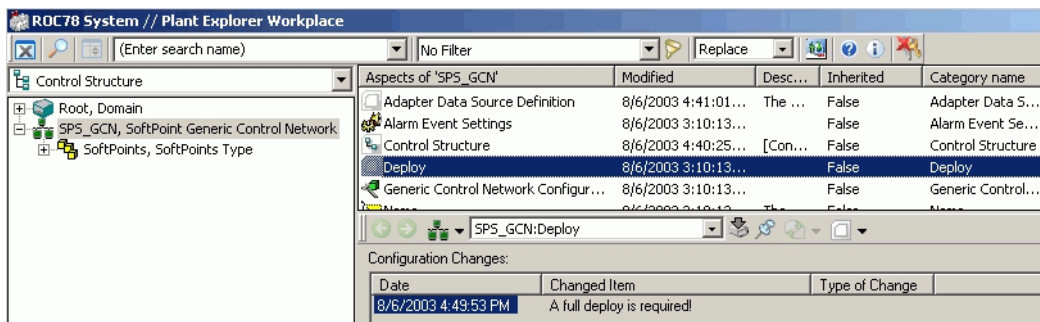 ROC78 System // Plant Explorer Workplace
(Enter search name) No Filter Replace
Control Structure
Root, Domain
SPS_GCN, SoftPoint Generic Control Network
SoftPoints, SoftPoints Type
Aspects of 'SPS_GCN' Modified Desc... Inherited Category name
Adapter Data Source Definition 8/6/2003 4:41:01... The ... False Adapter Data S...
Alarm Event Settings 8/6/2003 3:10:13... False Alarm Event Se...
Control Structure 8/6/2003 4:40:25... [Con... False Control Structure
Deploy 8/6/2003 3:10:13... False Deploy
Generic Control Network Configur... 8/6/2003 3:10:13... False Generic Control...
SPS_GCN:Deploy
Configuration Changes:
Date Changed Item Type of Change
8/6/2003 4:49:53 PM A full deploy is required!